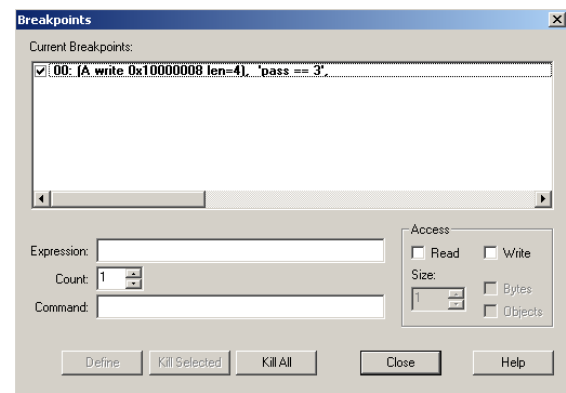 Breakpoints
Current Breakpoints:
00: (A write 0x10000008 len=4), 'pass == 3',
Expression:
Count: 1
Command:
Access
Read Write
Size:
1
Bytes
Objects
Define Kill Selected Kill All Close Help